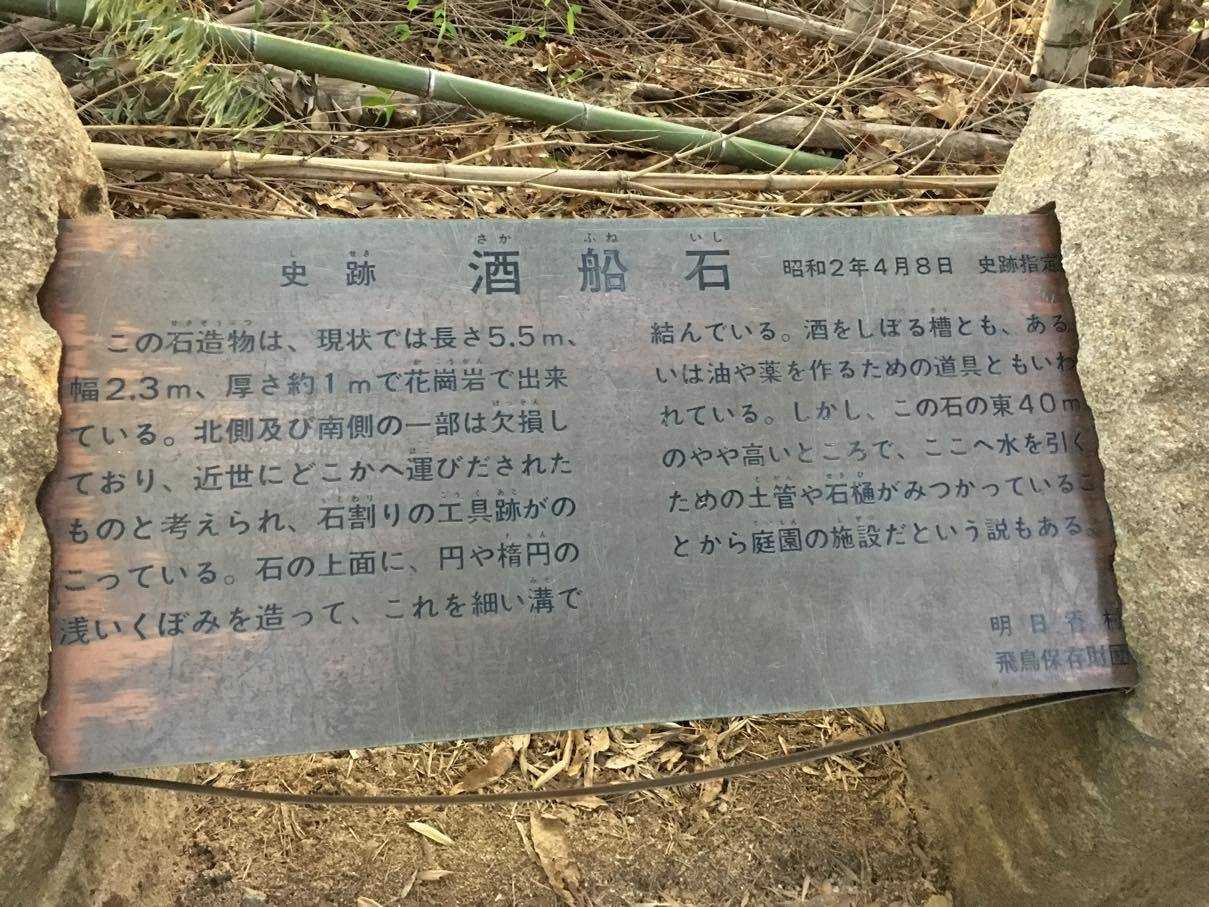 史跡 酒船石 昭和2年4月8日 史跡指定
この石造物は、現状では長さ5.5m、
幅2.3m、厚さ約1mで花崗岩で出来
ている。北側及び南側の一部は欠損し
ており、近世にどこかへ運びだされた
ものと考えられ、石割りの工具跡がの
こっている。石の上面に、円や楕円の
浅いくぼみを造って、これを細い溝で
結んでいる。酒をしぼる槽とも、ある
いは油や薬を作るための道具ともいわ
れている。しかし、この石の東40m
のやや高いところで、ここへ水を引く
ための土管や石樋がみつかっているこ
とから庭園の施設だという説もある。
明日香村
飛鳥保存財団